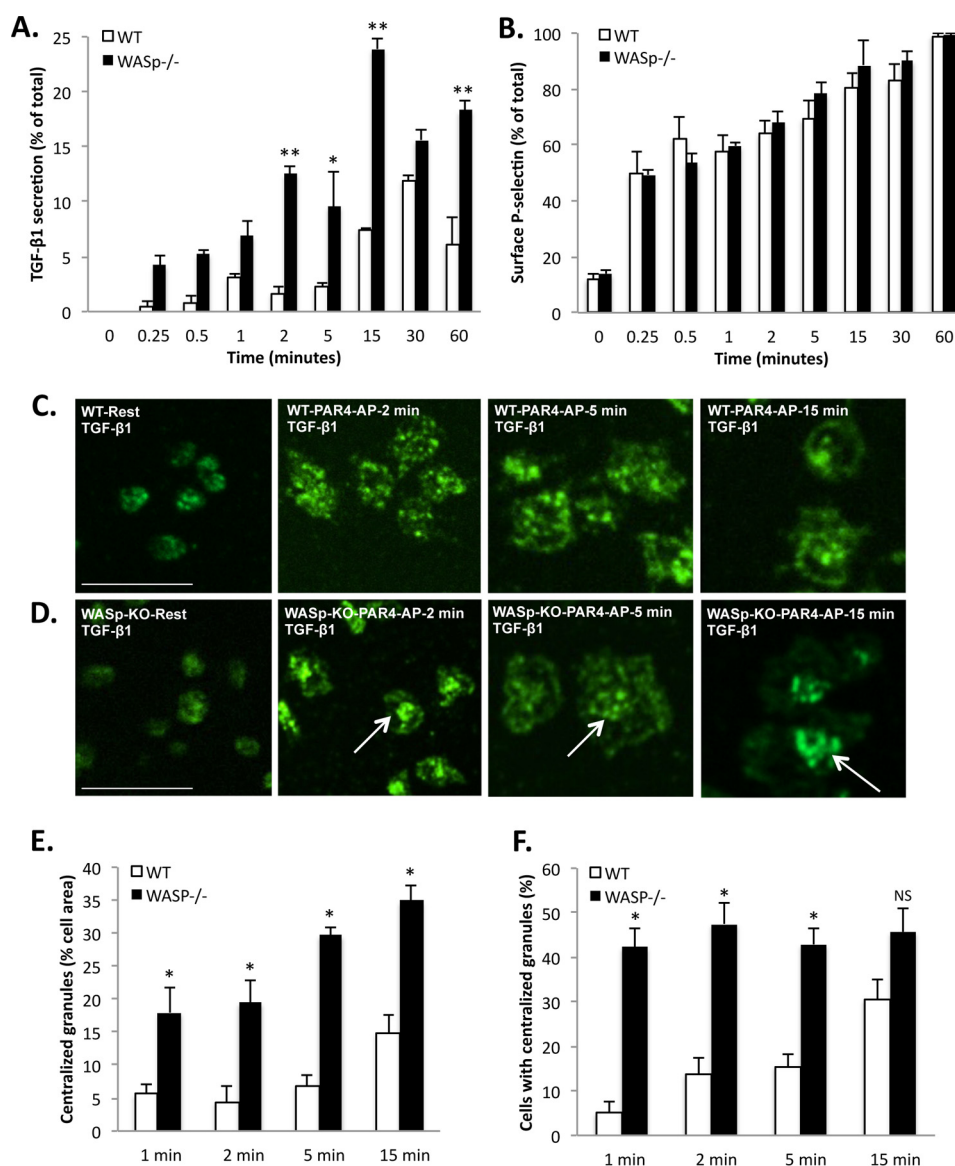 A.
TGF-β1 secretion (% of total)
WT
WASp-/-
25
20
15
10
5
0
**
*
**
**
0 0.25 0.5 1 2 5 15 30 60
Time (minutes)
B.
Surface P-selectin (% of total)
WT
WASp-/-
100
80
60
40
20
0
0 0.25 0.5 1 2 5 15 30 60
Time (minutes)
C.
WT-Rest
TGF-β1
WT-PAR4-AP-2 min
TGF-β1
WT-PAR4-AP-5 min
TGF-β1
WT-PAR4-AP-15 min
TGF-β1
D.
WASp-KO-Rest
TGF-β1
WASp-KO-PAR4-AP-2 min
TGF-β1
WASp-KO-PAR4-AP-5 min
TGF-β1
WASp-KO-PAR4-AP-15 min
TGF-β1
E.
Centralized granules (% cell area)
WT
WASP-/-
40
35
30
25
20
15
10
5
0
* * * *
1 min 2 min 5 min 15 min
F.
Cells with centralized granules (%)
WT
WASP-/-
60
50
40
30
20
10
0
* * * NS
1 min 2 min 5 min 15 min